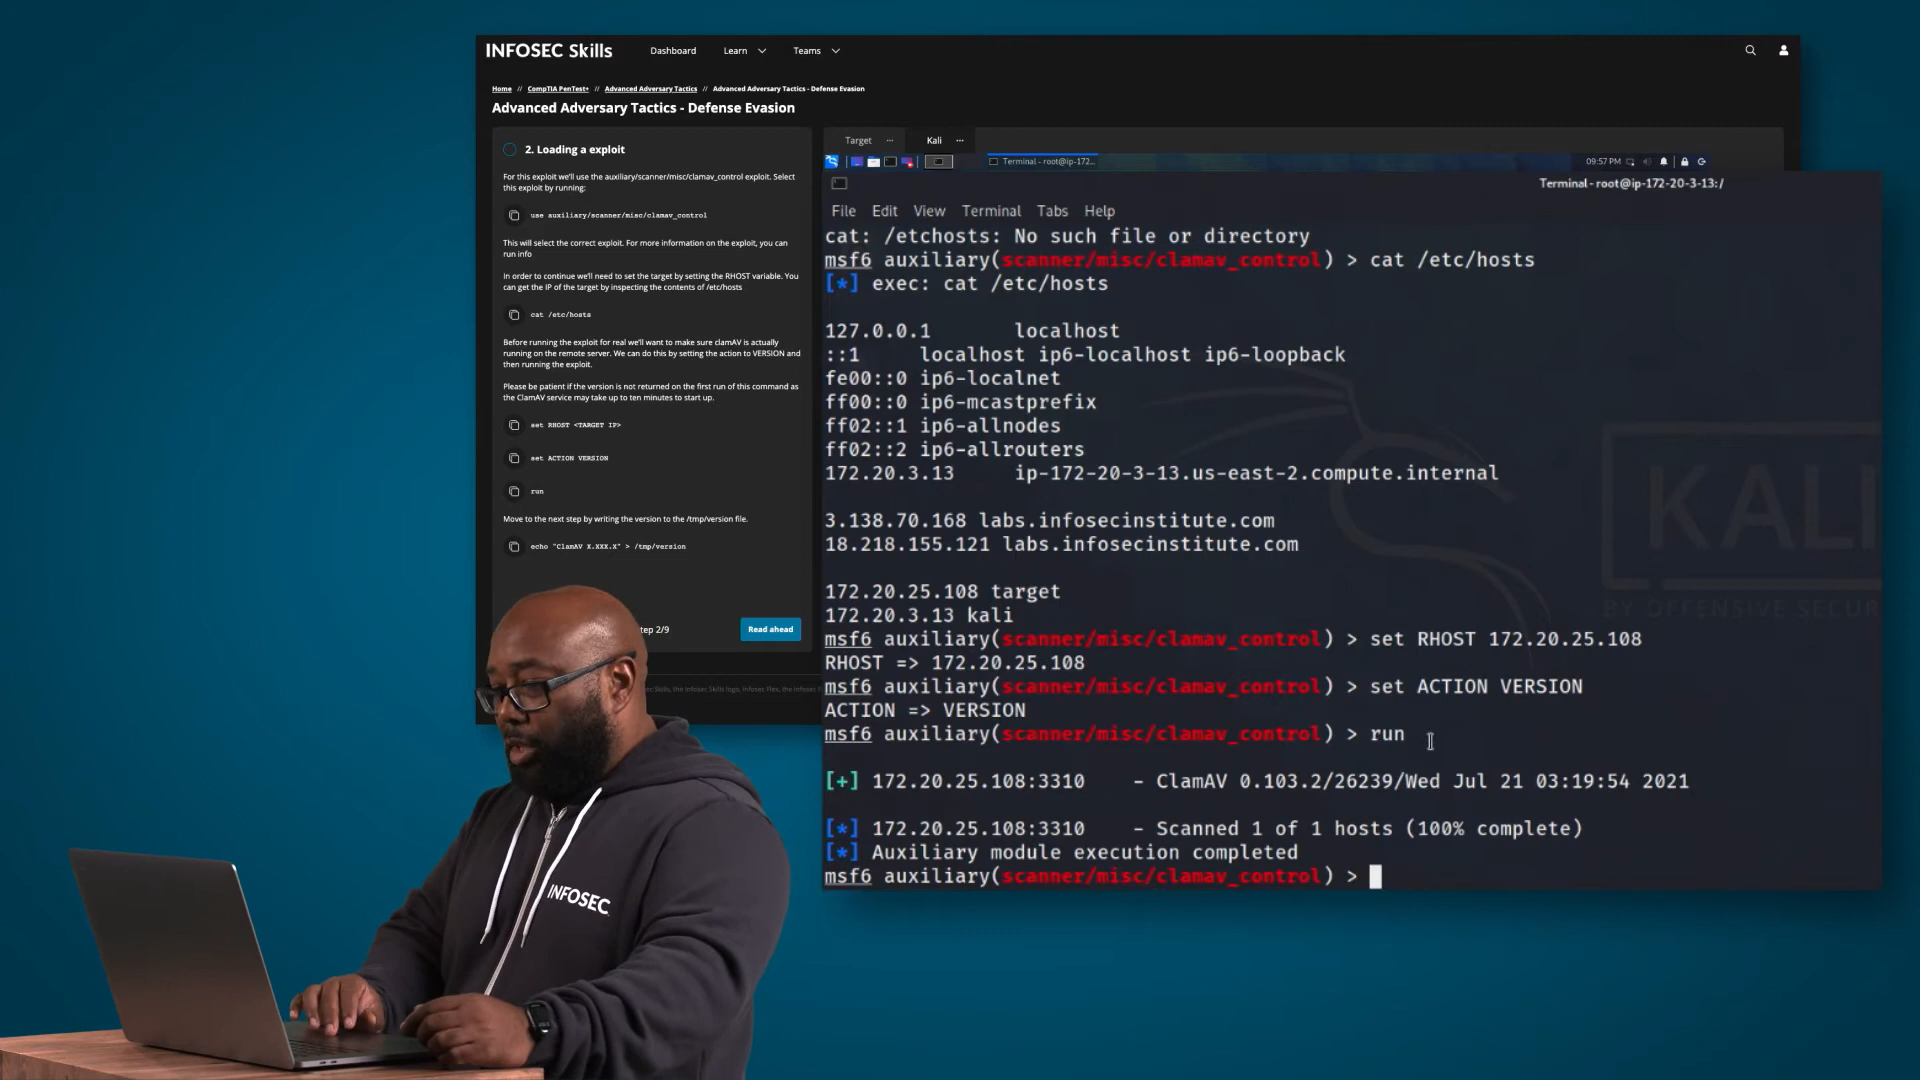 INFOSEC Skills
Dashboard Learn Teams
Home // CompTIA PenTest+ // Advanced Adversary Tactics // Advanced Adversary Tactics - Defense Evasion
Advanced Adversary Tactics - Defense Evasion
2. Loading a exploit
For this exploit we'll use the auxiliary/scanner/misc/clamav_control exploit. Select
this exploit by running:
use auxiliary/scanner/misc/clamav_control
This will select the correct exploit. For more information on the exploit, you can
run info
In order to continue we'll need to set the target by setting the RHOST variable. You
can get the IP of the target by inspecting the contents of /etc/hosts
cat /etc/hosts
Before running the exploit for real we'll want to make sure clamAV is actually
running on the remote server. We can do this by setting the action to VERSION and
then running the exploit.
Please be patient if the version is not returned on the first run of this command as
the ClamAV service may take up to ten minutes to start up.
set RHOST <TARGET IP>
set ACTION VERSION
run
Move to the next step by writing the version to the /tmp/version file.
echo "ClamAV X.XXX.X" > /tmp/version
tep 2/9
Read ahead
Target ... Kali ...
Terminal - root@ip-172...
09:57 PM
Terminal - root@ip-172-20-3-13:/
File Edit View Terminal Tabs Help
cat: /etchosts: No such file or directory
msf6 auxiliary(scanner/misc/clamav_control) > cat /etc/hosts
[*] exec: cat /etc/hosts
127.0.0.1 localhost
::1 localhost ip6-localhost ip6-loopback
fe00::0 ip6-localnet
ff00::0 ip6-mcastprefix
ff02::1 ip6-allnodes
ff02::2 ip6-allrouters
172.20.3.13 ip-172-20-3-13.us-east-2.compute.internal
3.138.70.168 labs.infosecinstitute.com
18.218.155.121 labs.infosecinstitute.com
172.20.25.108 target
172.20.3.13 kali
msf6 auxiliary(scanner/misc/clamav_control) > set RHOST 172.20.25.108
RHOST => 172.20.25.108
msf6 auxiliary(scanner/misc/clamav_control) > set ACTION VERSION
ACTION => VERSION
msf6 auxiliary(scanner/misc/clamav_control) > run
[+] 172.20.25.108:3310 - ClamAV 0.103.2/26239/Wed Jul 21 03:19:54 2021
[*] 172.20.25.108:3310 - Scanned 1 of 1 hosts (100% complete)
[*] Auxiliary module execution completed
msf6 auxiliary(scanner/misc/clamav_control) >
KALI
BY OFFENSIVE SECUR
INFOSEC